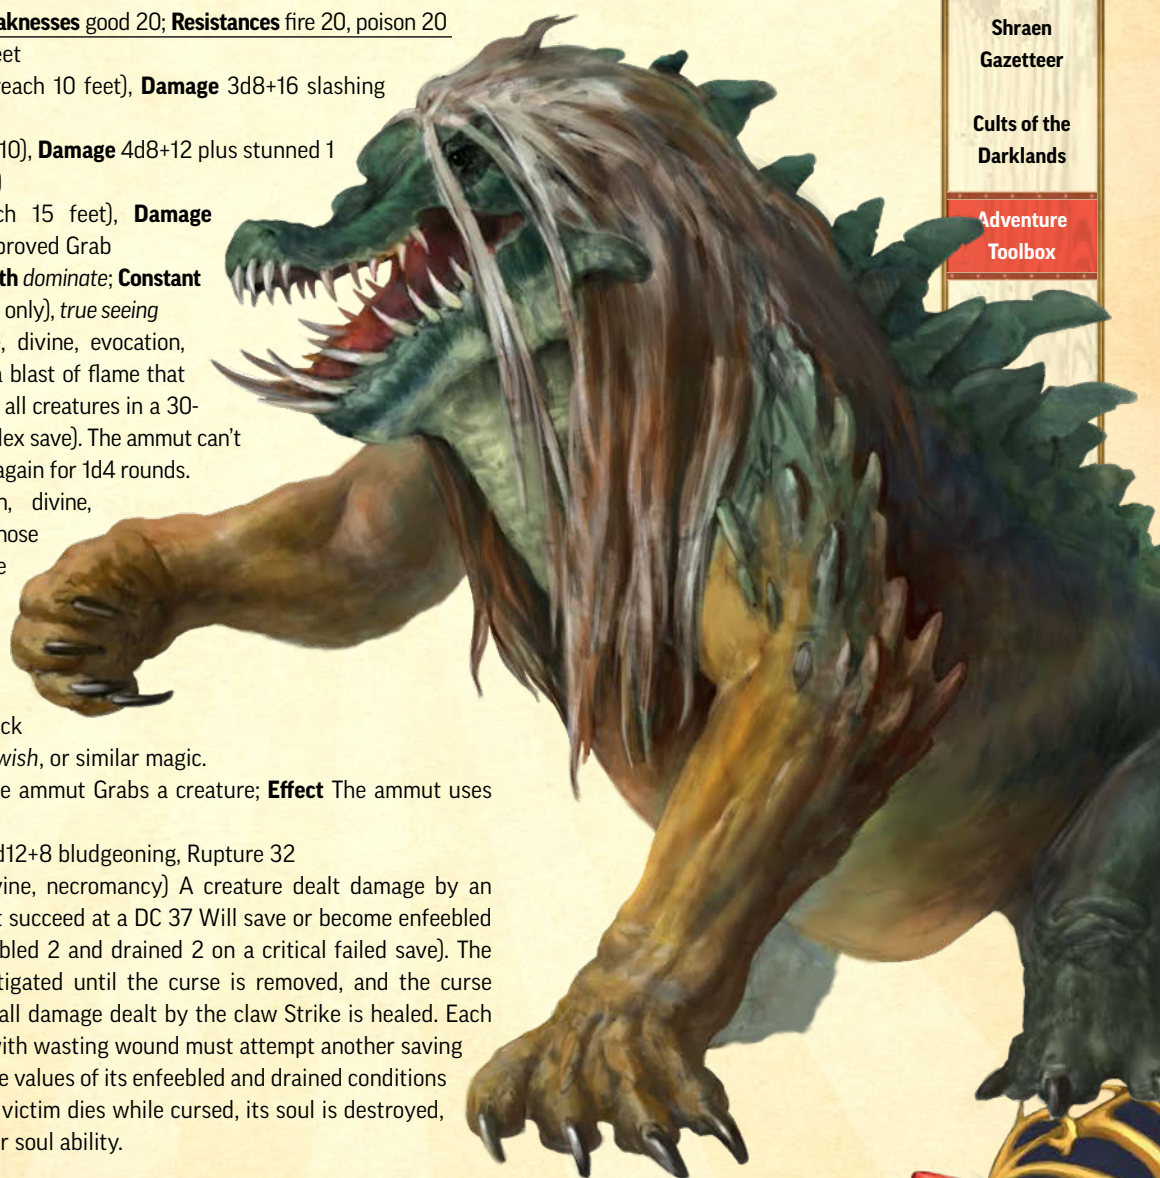 aknesses good 20; Resistances fire 20, poison 20
eet
reach 10 feet), Damage 3d8+16 slashing
10), Damage 4d8+12 plus stunned 1
)
ch 15 feet), Damage
proved Grab
th dominate; Constant
only), true seeing
, divine, evocation,
a blast of flame that
all creatures in a 30-
lex save). The ammut can't
again for 1d4 rounds.
n, divine,
hose
e
ck
wish, or similar magic.
e ammut Grabs a creature; Effect The ammut uses
d12+8 bludgeoning, Rupture 32
vine, necromancy) A creature dealt damage by an
t succeed at a DC 37 Will save or become enfeebled
bled 2 and drained 2 on a critical failed save). The
tigated until the curse is removed, and the curse
all damage dealt by the claw Strike is healed. Each
with wasting wound must attempt another saving
e values of its enfeebled and drained conditions
victim dies while cursed, its soul is destroyed,
r soul ability.
Shraen
Gazetteer
Cults of the
Darklands
Adventure
Toolbox